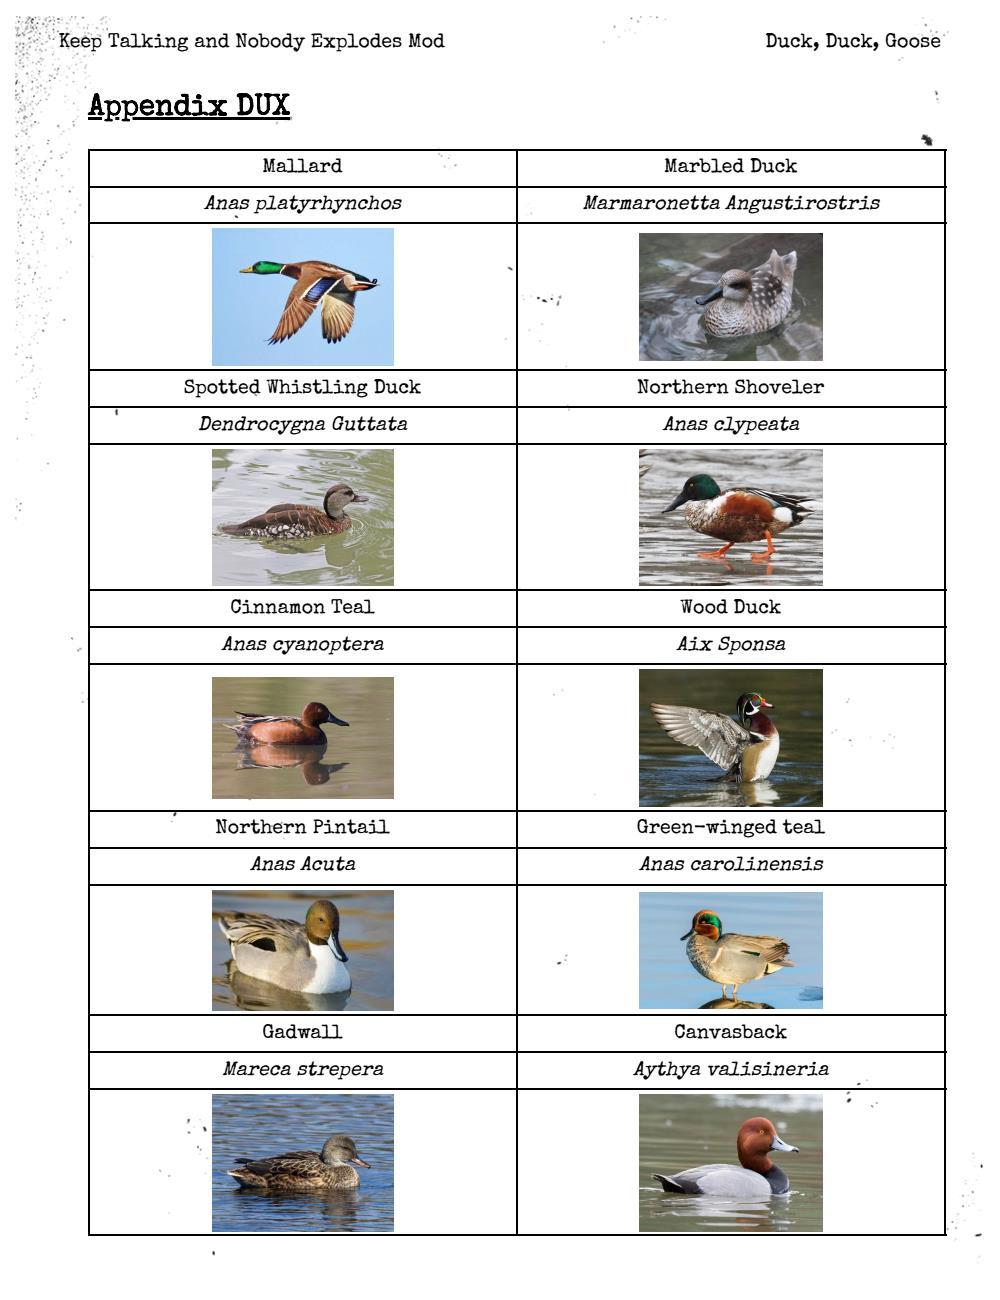 Keep Talking and Nobody Explodes Mod
Duck, Duck, Goose
Appendix DUX
Mallard
Marbled Duck
Anas platyrhynchos
Marmaronetta Angustirostris
Spotted Whistling Duck
Northern Shoveler
Dendrocygna Guttata
Anas clypeata
Cinnamon Teal
Wood Duck
Anas cyanoptera
Aix Sponsa
Northern Pintail
Green-winged teal
Anas Acuta
Anas carolinensis
Gadwall
Canvasback
Mareca strepera
Aythya valisineria